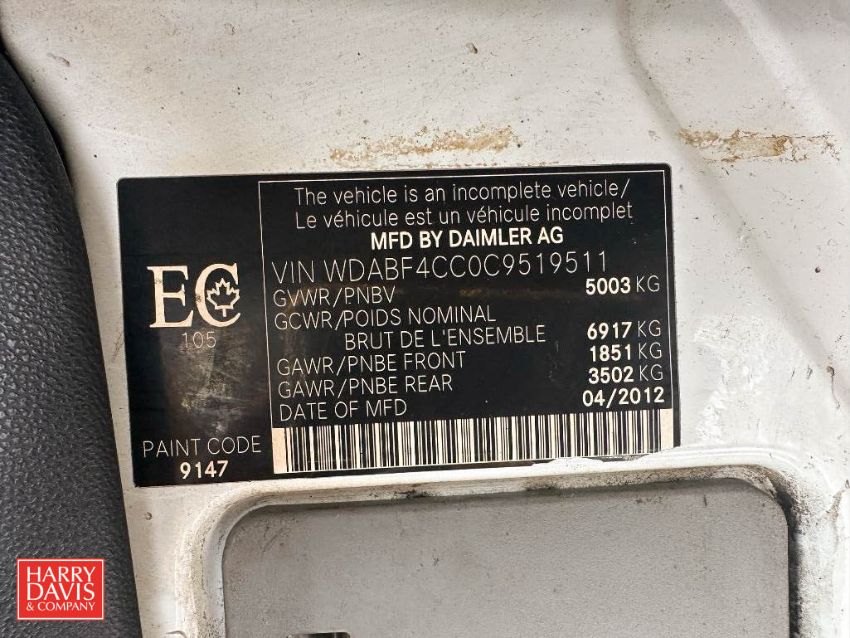 The vehicle is an incomplete vehicle/
Le véhicule est un véhicule incomplet
MFD BY DAIMLER AG
VIN WDABF4CC0C9519511
GVWR/PNBV 5003 KG
GCWR/POIDS NOMINAL
BRUT DE L'ENSEMBLE 6917 KG
GAWR/PNBE FRONT 1851 KG
GAWR/PNBE REAR 3502 KG
DATE OF MFD 04/2012
EC
105
PAINT CODE
9147
HARRY
DAVIS
& COMPANY